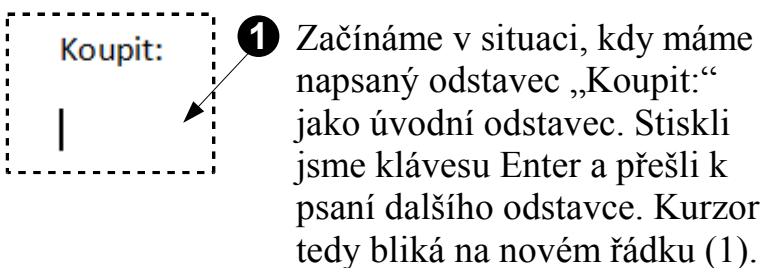 Koupit:
1
Začínáme v situaci, kdy máme
napsaný odstavec „Koupit:“
jako úvodní odstavec. Stiskli
jsme klávesu Enter a přešli k
psaní dalšího odstavce. Kurzor
tedy bliká na novém řádku (1).